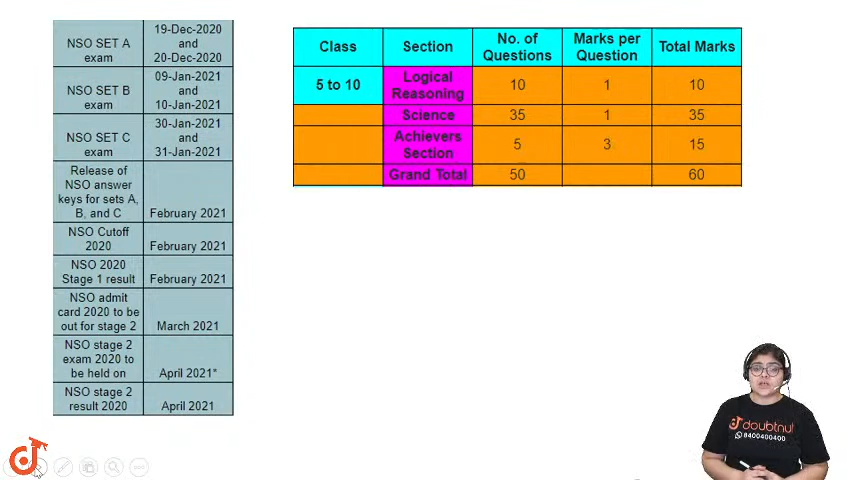 NSO SET A
exam
19-Dec-2020
and
20-Dec-2020
NSO SET B
exam
09-Jan-2021
and
10-Jan-2021
NSO SET C
exam
30-Jan-2021
and
31-Jan-2021
Release of
NSO answer
keys for sets A,
B, and C
February 2021
NSO Cutoff
2020
February 2021
NSO 2020
Stage 1 result
February 2021
NSO admit
card 2020 to be
out for stage 2
March 2021
NSO stage 2
exam 2020 to
be held on
April 2021*
NSO stage 2
result 2020
April 2021
Class
Section
No. of
Questions
Marks per
Question
Total Marks
5 to 10
Logical
Reasoning
10
1
10
Science
35
1
35
Achievers
Section
5
3
15
Grand Total
50
60
doubtnut
8400400400